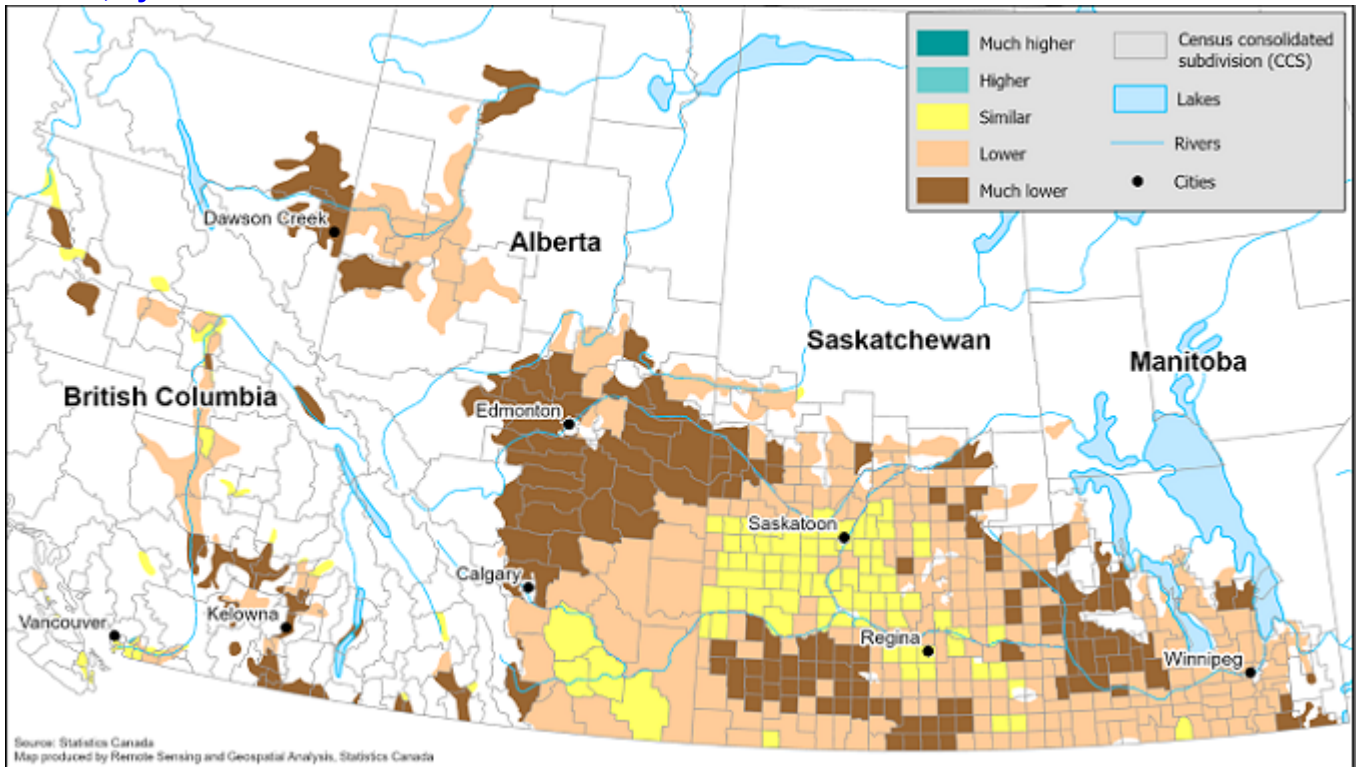 Much higher
Higher
Similar
Lower
Much lower
Census consolidated
subdivision (CCS)
Lakes
Rivers
Cities
Dawson Creek
Alberta
Saskatchewan
Manitoba
British Columbia
Edmonton
Saskatoon
Calgary
Vancouver
Kelowna
Regina
Winnipeg
Source: Statistics Canada
Map produced by Remote Sensing and Geospatial Analysis, Statistics Canada